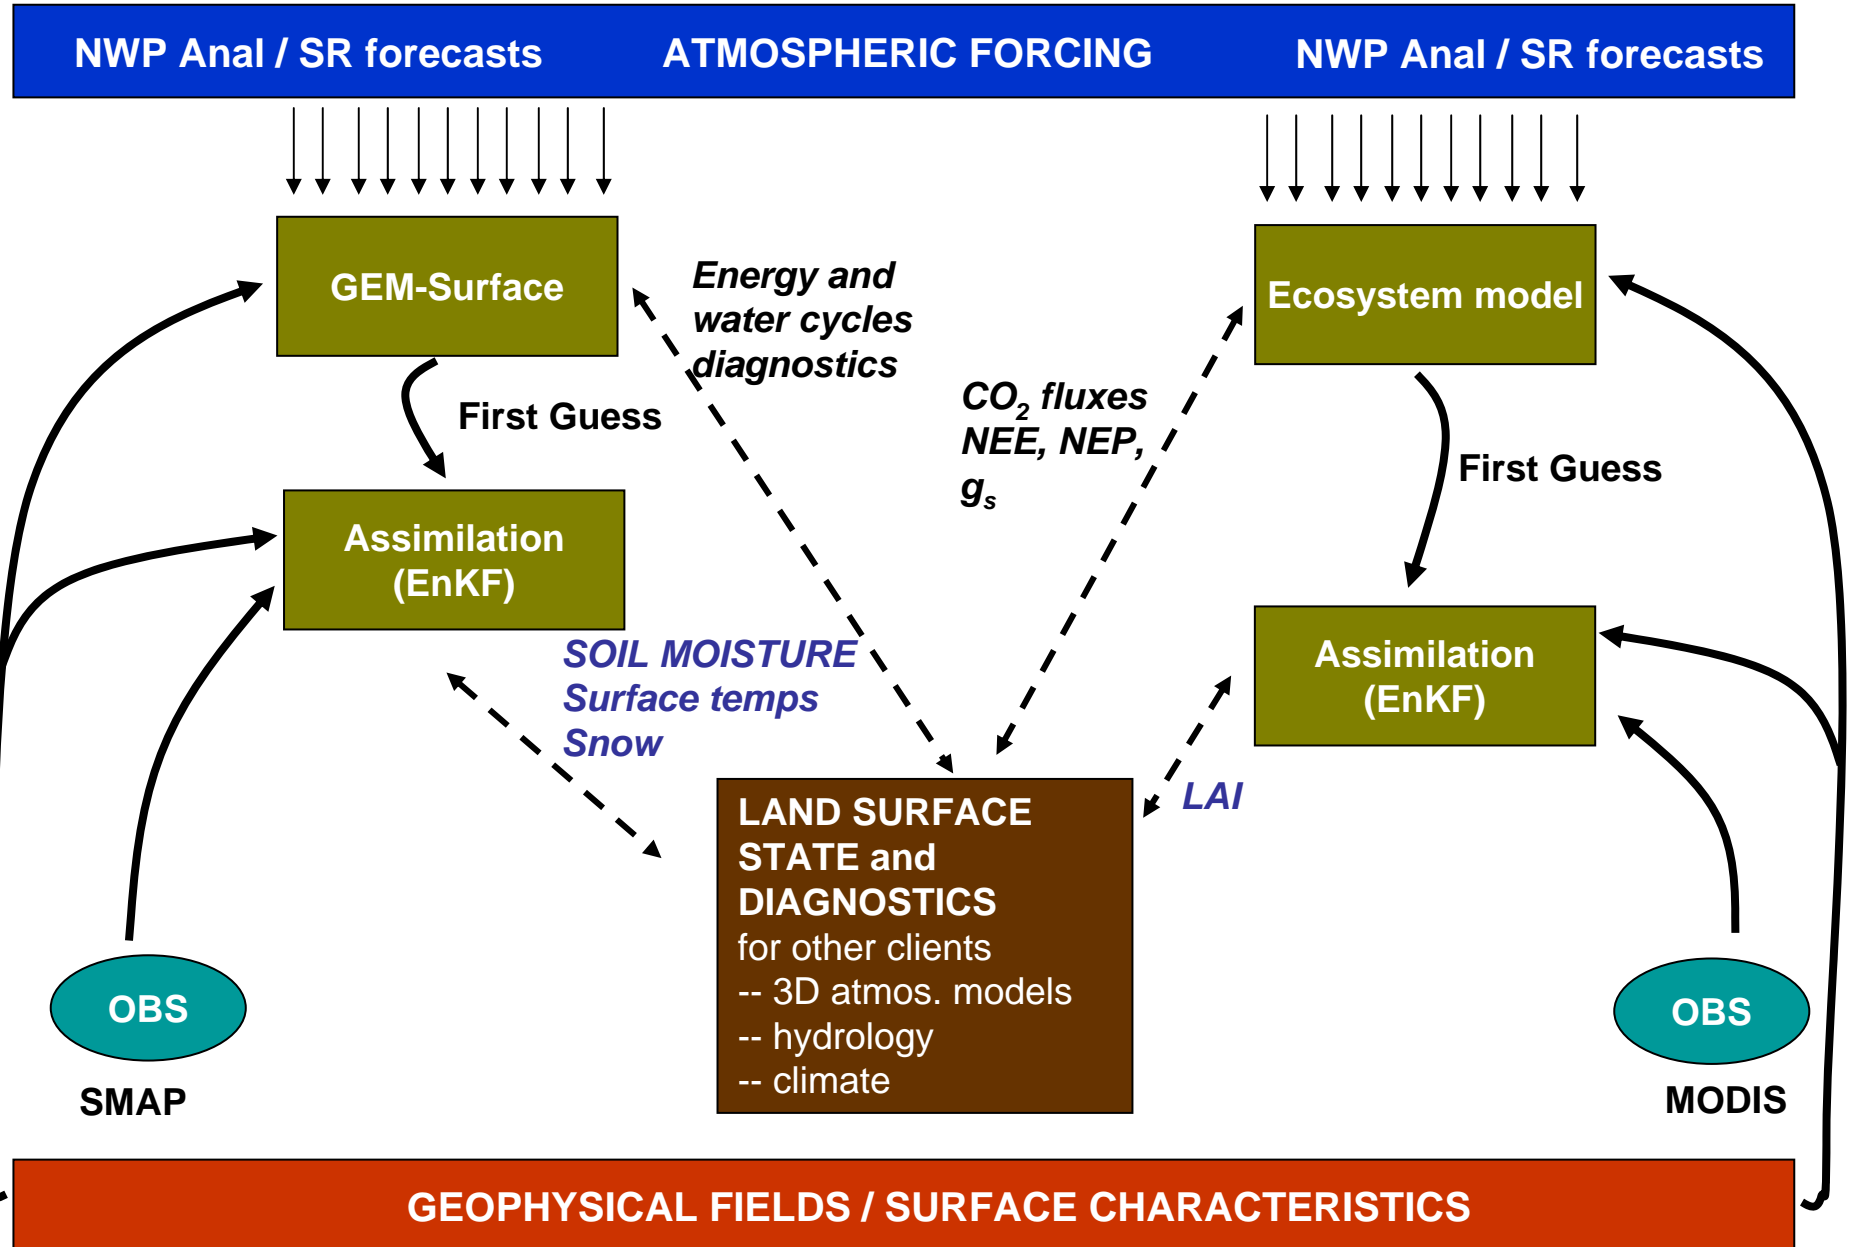 NWP Anal / SR forecasts
ATMOSPHERIC FORCING
NWP Anal / SR forecasts
GEM-Surface
Energy and
water cycles
diagnostics
Ecosystem model
First Guess
CO₂ fluxes
NEE, NEP,
gₛ
First Guess
Assimilation
(EnKF)
SOIL MOISTURE
Surface temps
Snow
Assimilation
(EnKF)
LAI
LAND SURFACE
STATE and
DIAGNOSTICS
for other clients
-- 3D atmos. models
-- hydrology
-- climate
OBS
SMAP
OBS
MODIS
GEOPHYSICAL FIELDS / SURFACE CHARACTERISTICS